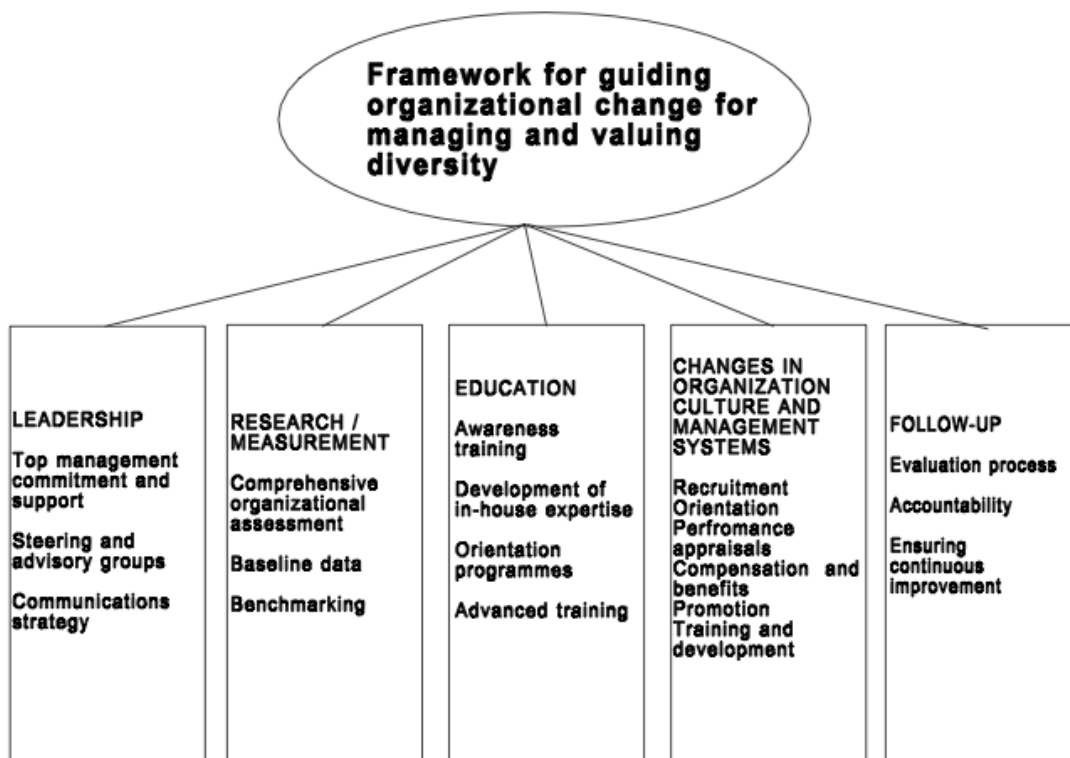 Framework for guiding
organizational change for
managing and valuing
diversity
LEADERSHIP
Top management
commitment and
support
Steering and
advisory groups
Communications
strategy
RESEARCH /
MEASUREMENT
Comprehensive
organizational
assessment
Baseline data
Benchmarking
EDUCATION
Awareness
training
Development of
in-house expertise
Orientation
programmes
Advanced training
CHANGES IN
ORGANIZATION
CULTURE AND
MANAGEMENT
SYSTEMS
Recruitment
Orientation
Perfromance
appraisals
Compensation and
benefits
Promotion
Training and
development
FOLLOW-UP
Evaluation process
Accountability
Ensuring
continuous
improvement